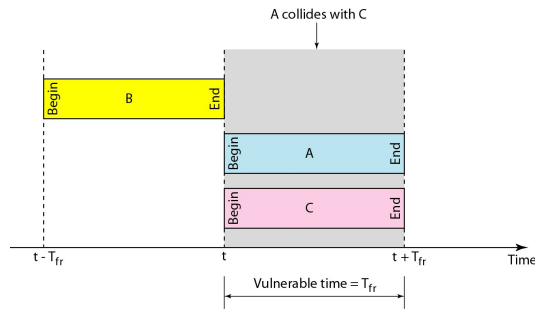 A collides with C
Begin
B
End
Begin
A
End
Begin
C
End
t - Tfr
t
t + Tfr
Time
Vulnerable time = Tfr